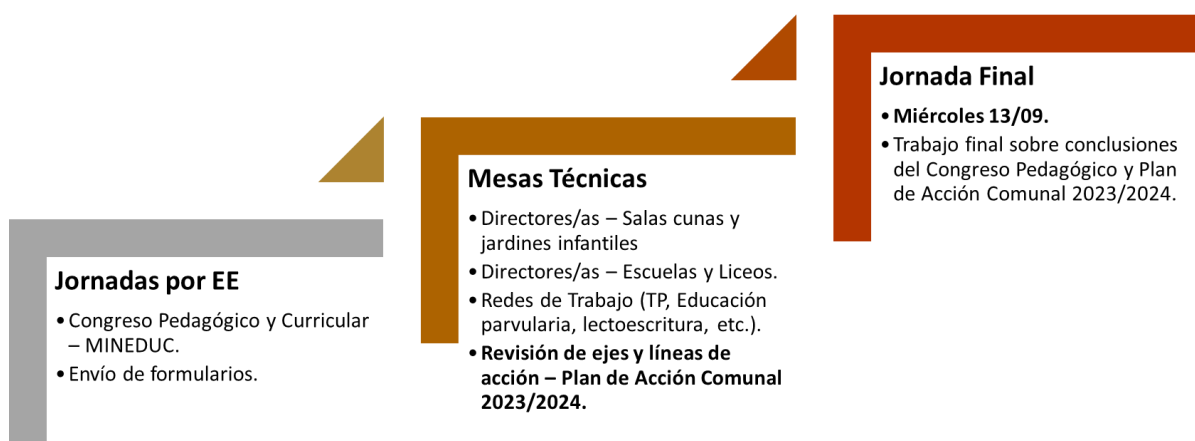 Jornadas por EE
•Congreso Pedagógico y Curricular
– MINEDUC.
•Envío de formularios.
Mesas Técnicas
•Directores/as – Salas cunas y
jardines infantiles
•Directores/as – Escuelas y Liceos.
•Redes de Trabajo (TP, Educación
parvularia, lectoescritura, etc.).
•Revisión de ejes y líneas de
acción – Plan de Acción Comunal
2023/2024.
Jornada Final
•Miércoles 13/09.
•Trabajo final sobre conclusiones
del Congreso Pedagógico y Plan
de Acción Comunal 2023/2024.